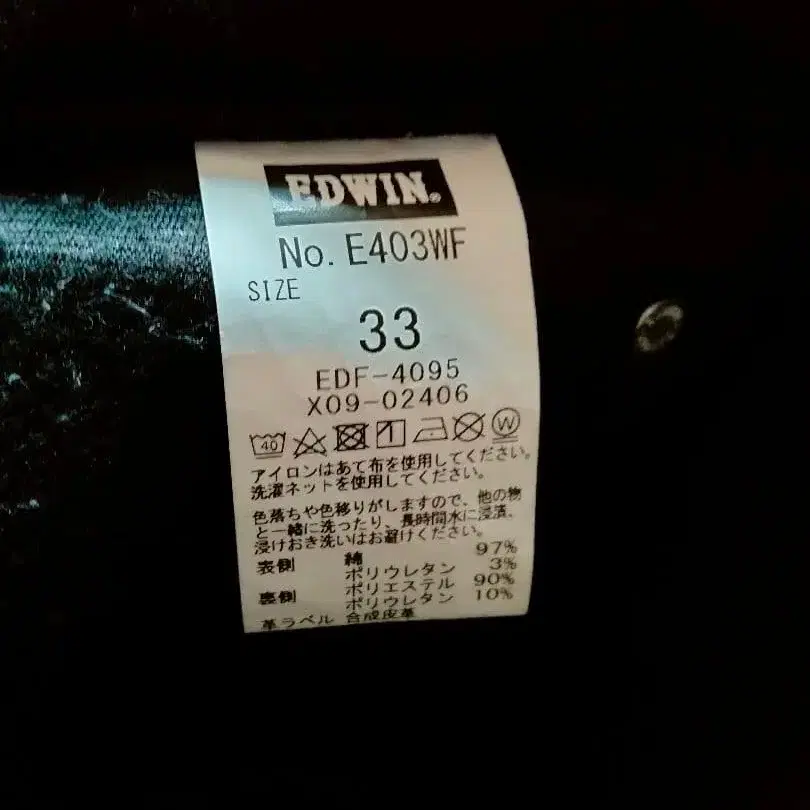 EDWIN®
No. E403WF
SIZE
33
EDF-4095
X09-02406
40 W
アイロンはあて布を使用してください。
洗濯ネットを使用してください。
色落ちや色移りがしますので、他の物
と一緒に洗ったり、長時間水に浸漬、
浸けおき洗いはお避けください。
表側 綿 97%
ポリウレタン 3%
裏側 ポリエステル 90%
ポリウレタン 10%
革ラベル 合成皮革